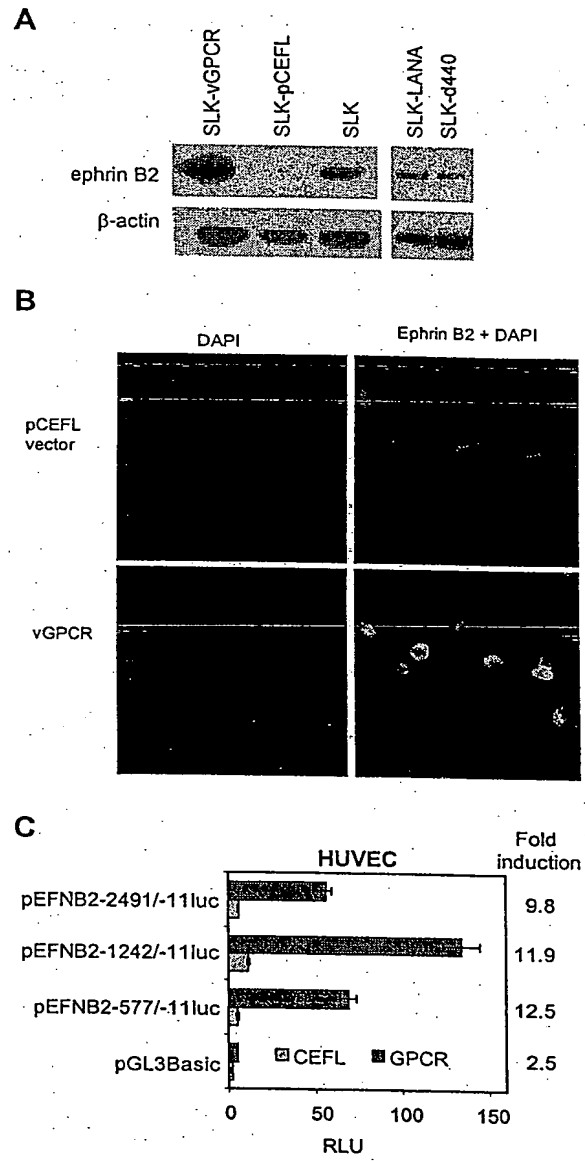 A
SLK-vGPCR
SLK-pCEFL
SLK
SLK-LANA
SLK-d440
ephrin B2
β-actin
B
DAPI
Ephrin B2 + DAPI
pCEFL
vector
vGPCR
C
HUVEC
Fold
induction
pEFNB2-2491/-11luc
9.8
pEFNB2-1242/-11luc
11.9
pEFNB2-577/-11luc
12.5
pGL3Basic
CEFL
GPCR
2.5
0
50
100
150
RLU